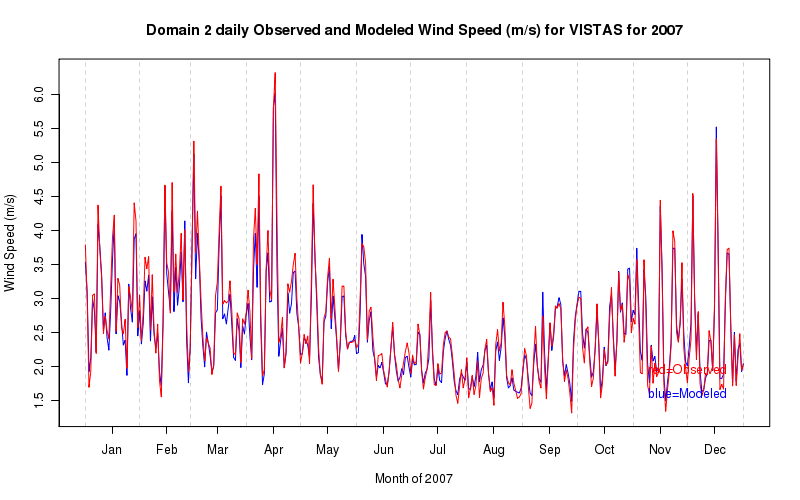 Domain 2 daily Observed and Modeled Wind Speed (m/s) for VISTAS for 2007
Wind Speed (m/s)
6.0
5.5
5.0
4.5
4.0
3.5
3.0
2.5
2.0
1.5
red=Observed
blue=Modeled
Jan Feb Mar Apr May Jun Jul Aug Sep Oct Nov Dec
Month of 2007